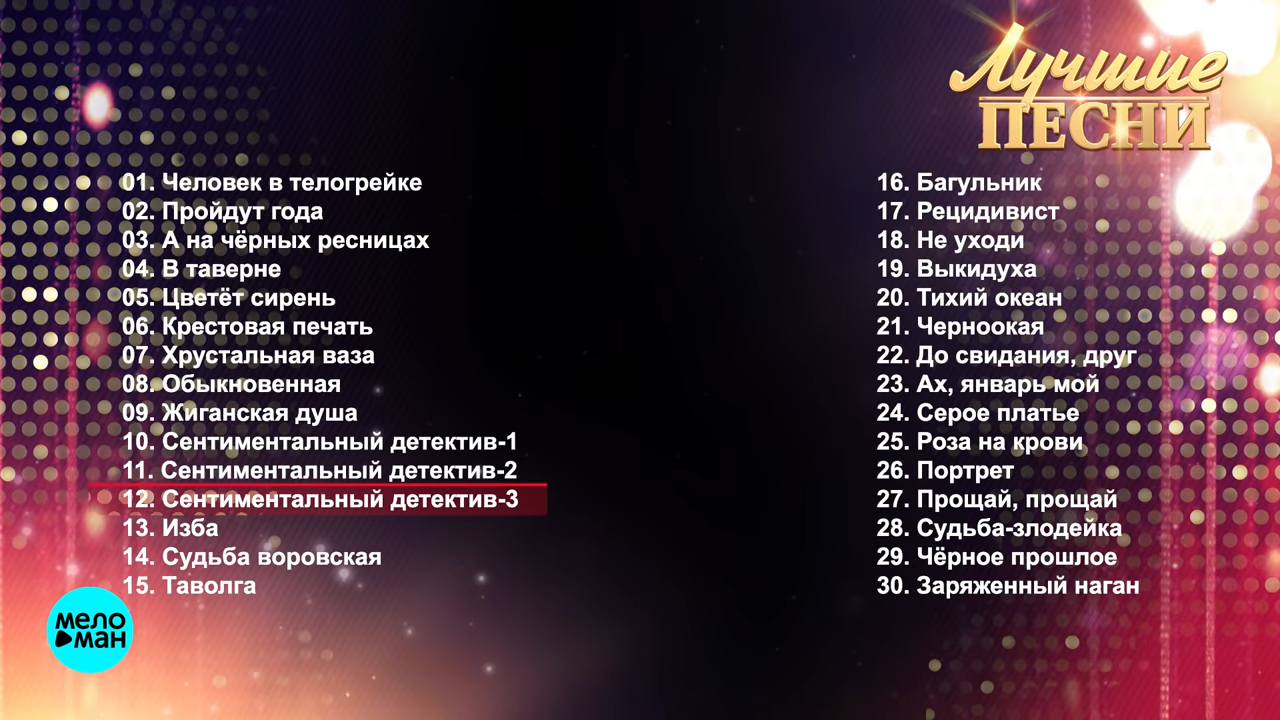 Лучшие
ПЕСНИ
01. Человек в телогрейке
02. Пройдут года
03. А на чёрных ресницах
04. В таверне
05. Цветёт сирень
06. Крестовая печать
07. Хрустальная ваза
08. Обыкновенная
09. Жиганская душа
10. Сентиментальный детектив-1
11. Сентиментальный детектив-2
12. Сентиментальный детектив-3
13. Изба
14. Судьба воровская
15. Таволга
16. Багульник
17. Рецидивист
18. Не уходи
19. Выкидуха
20. Тихий океан
21. Черноокая
22. До свидания, друг
23. Ах, январь мой
24. Серое платье
25. Роза на крови
26. Портрет
27. Прощай, прощай
28. Судьба-злодейка
29. Чёрное прошлое
30. Заряженный наган
мело
ман